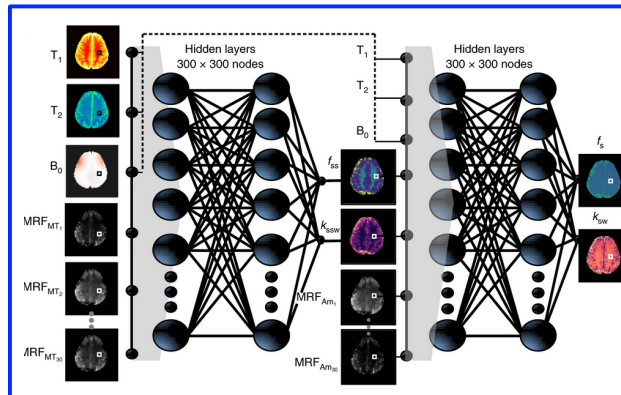 Hidden layers
300 × 300 nodes
Hidden layers
300 × 300 nodes
T1
T2
B0
MRFMT1
MRFMT2
MRFMT30
fss
kssw
T1
T2
B0
MRFAm1
MRFAm30
fs
ksw